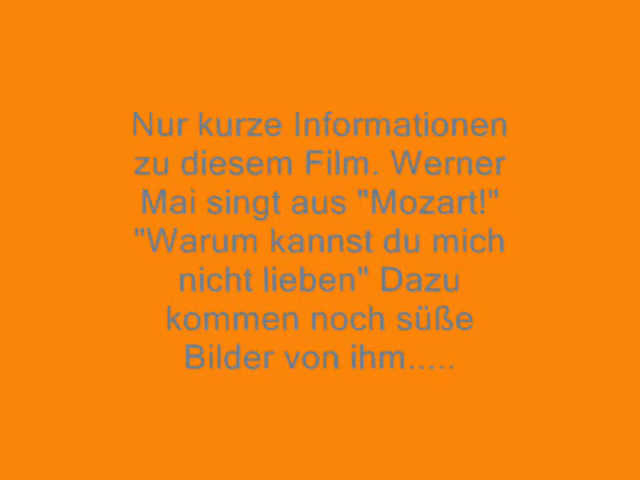 Nur kurze Informationen
zu diesem Film. Werner
Mai singt aus "Mozart!"
"Warum kannst du mich
nicht lieben" Dazu
kommen noch süße
Bilder von ihm.....